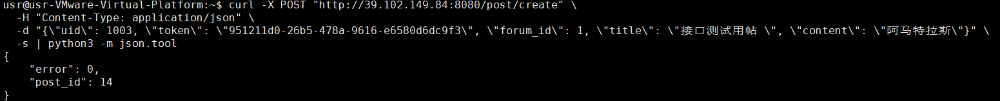 usr@usr-VMware-Virtual-Platform:~$ curl -X POST "http://39.102.149.84:8080/post/create" \
  -H "Content-Type: application/json" \
  -d "{\"uid\": 1003, \"token\": \"951211d0-26b5-478a-9616-e6580d6dc9f3\", \"forum_id\": 1, \"title\": \"接口测试用帖 \", \"content\": \"阿马特拉斯\"}" \
  -s | python3 -m json.tool
{
    "error": 0,
    "post_id": 14
}